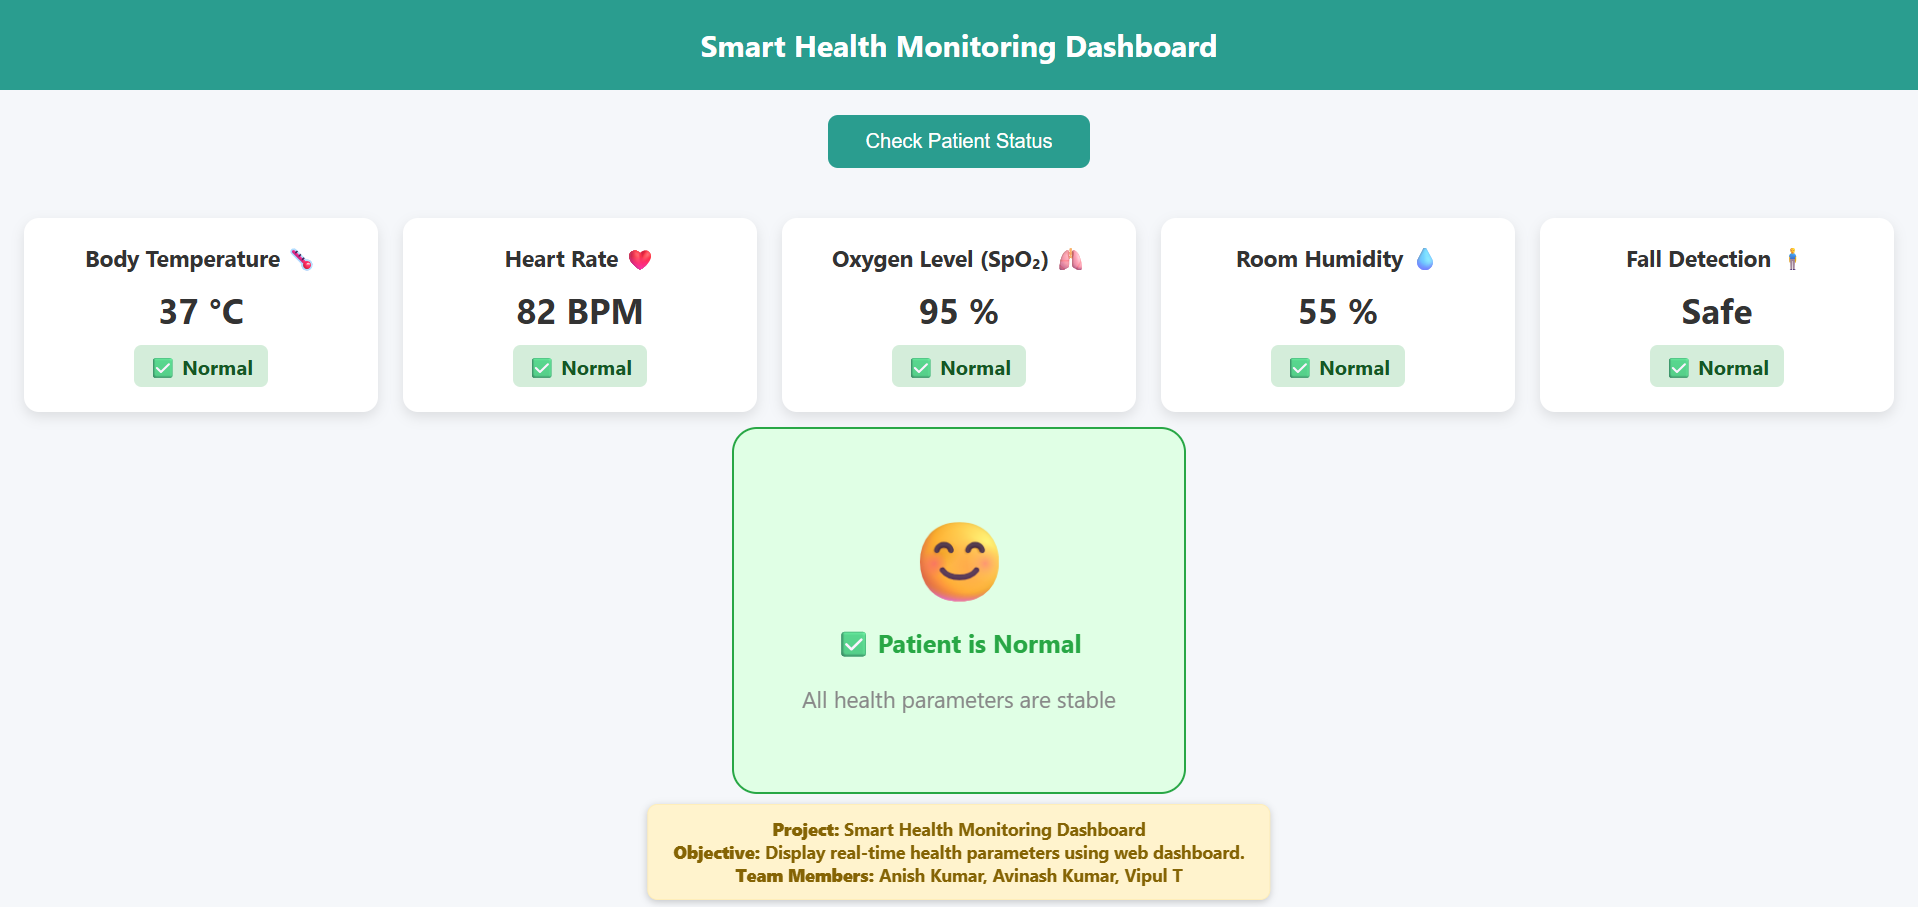 Smart Health Monitoring Dashboard
Check Patient Status
Body Temperature
37 °C
Normal
Heart Rate
82 BPM
Normal
Oxygen Level (SpO₂)
95 %
Normal
Room Humidity
55 %
Normal
Fall Detection
Safe
Normal
Patient is Normal
All health parameters are stable
Project: Smart Health Monitoring Dashboard
Objective: Display real-time health parameters using web dashboard.
Team Members: Anish Kumar, Avinash Kumar, Vipul T